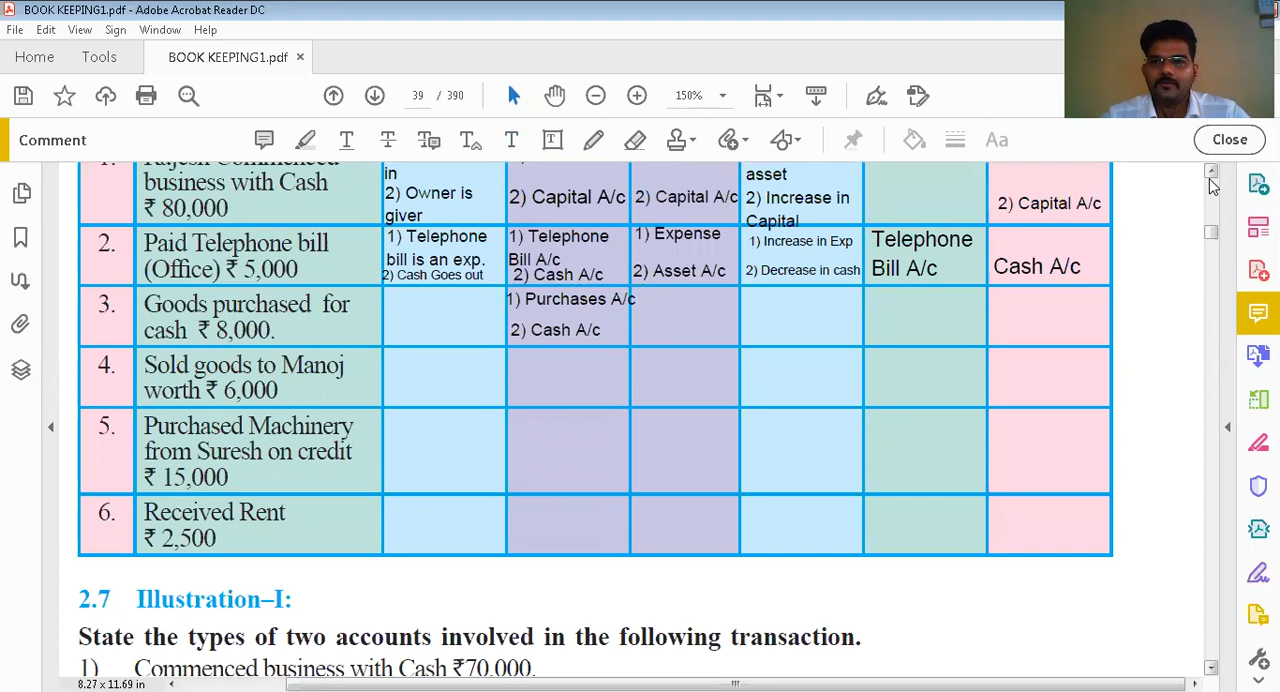 BOOK KEEPING1.pdf - Adobe Acrobat Reader DC
File Edit View Sign Window Help
Home Tools BOOK KEEPING1.pdf ×
39 / 390 150%
Comment Close
business with Cash
₹ 80,000
in
2) Owner is
giver
2) Capital A/c
2) Capital A/c
asset
2) Increase in
Capital
2) Capital A/c
2. Paid Telephone bill
(Office) ₹ 5,000
1) Telephone
bill is an exp.
2) Cash Goes out
1) Telephone
Bill A/c
2) Cash A/c
1) Expense
2) Asset A/c
1) Increase in Exp
2) Decrease in cash
Telephone
Bill A/c
Cash A/c
3. Goods purchased for
cash ₹ 8,000.
1) Purchases A/c
2) Cash A/c
4. Sold goods to Manoj
worth ₹ 6,000
5. Purchased Machinery
from Suresh on credit
₹ 15,000
6. Received Rent
₹ 2,500
2.7 Illustration–I:
State the types of two accounts involved in the following transaction.
1) Commenced business with Cash ₹70,000.
8.27 x 11.69 in